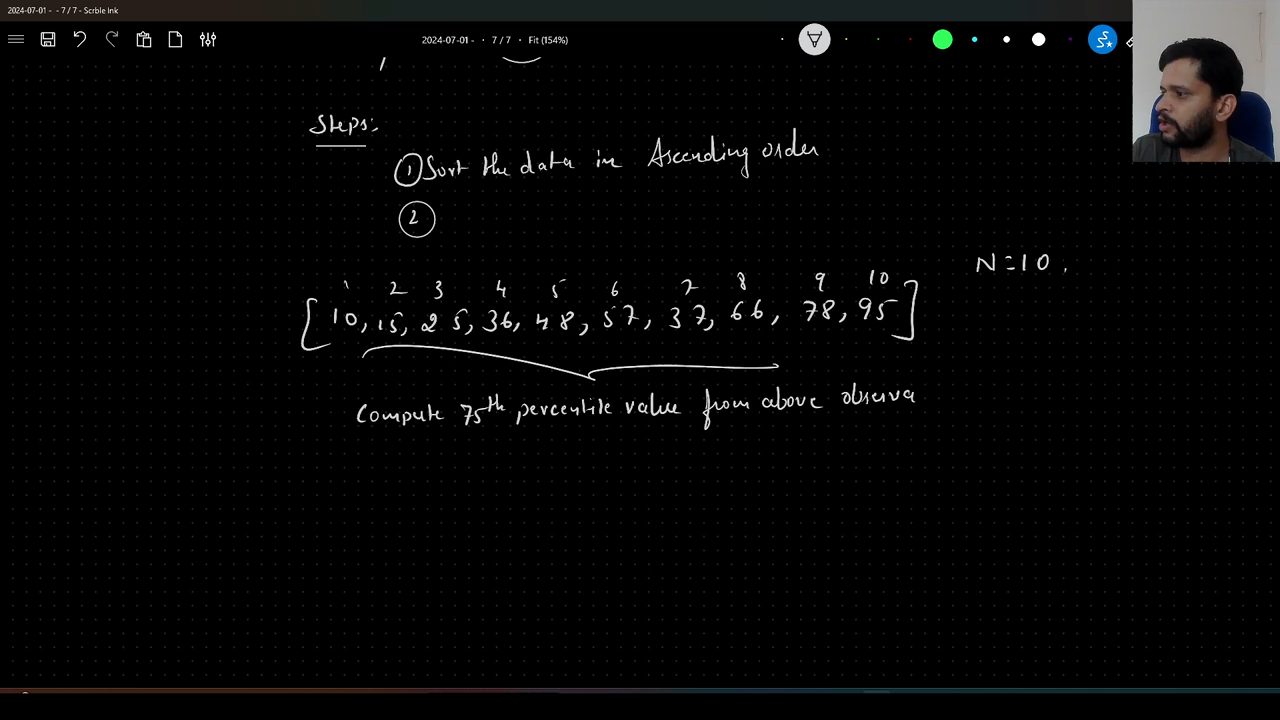 2024-07-01 - - 7 / 7 - Scrble Ink
2024-07-01 - • 7 / 7 • Fit (154%)
Steps:
① Sort the data in Ascending order
②
N=10.
1 2 3 4 5 6 7 8 9 10
[10, 15, 25, 36, 48, 57, 37, 66, 78, 95]
Compute 75th percentile value from above observa